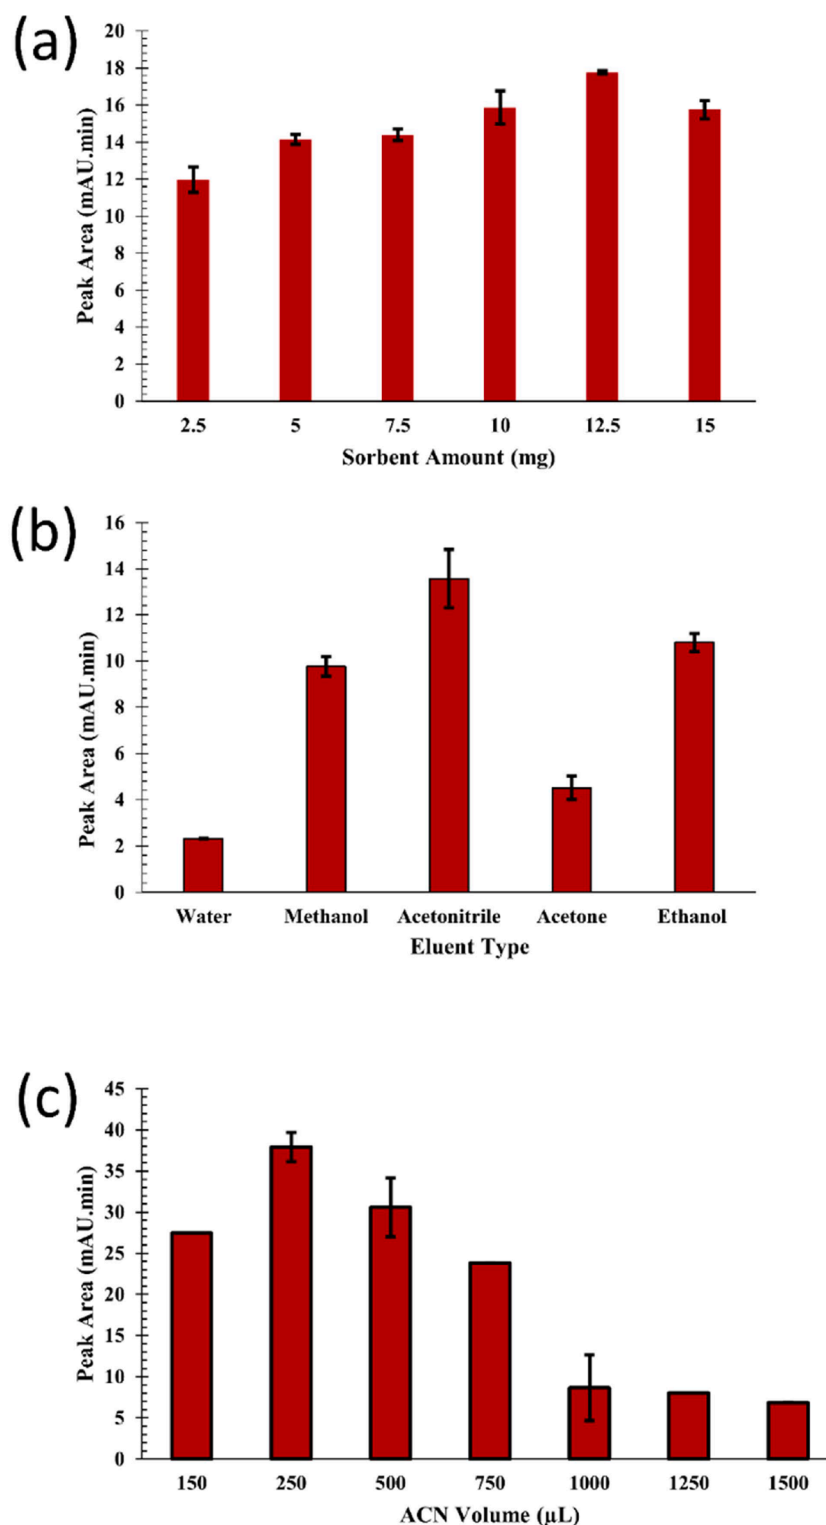 (a)
Peak Area (mAU.min)
20
18
16
14
12
10
8
6
4
2
0
2.5 5 7.5 10 12.5 15
Sorbent Amount (mg)
(b)
Peak Area (mAU.min)
16
14
12
10
8
6
4
2
0
Water Methanol Acetonitrile Acetone Ethanol
Eluent Type
(c)
Peak Area (mAU.min)
45
40
35
30
25
20
15
10
5
0
150 250 500 750 1000 1250 1500
ACN Volume (µL)